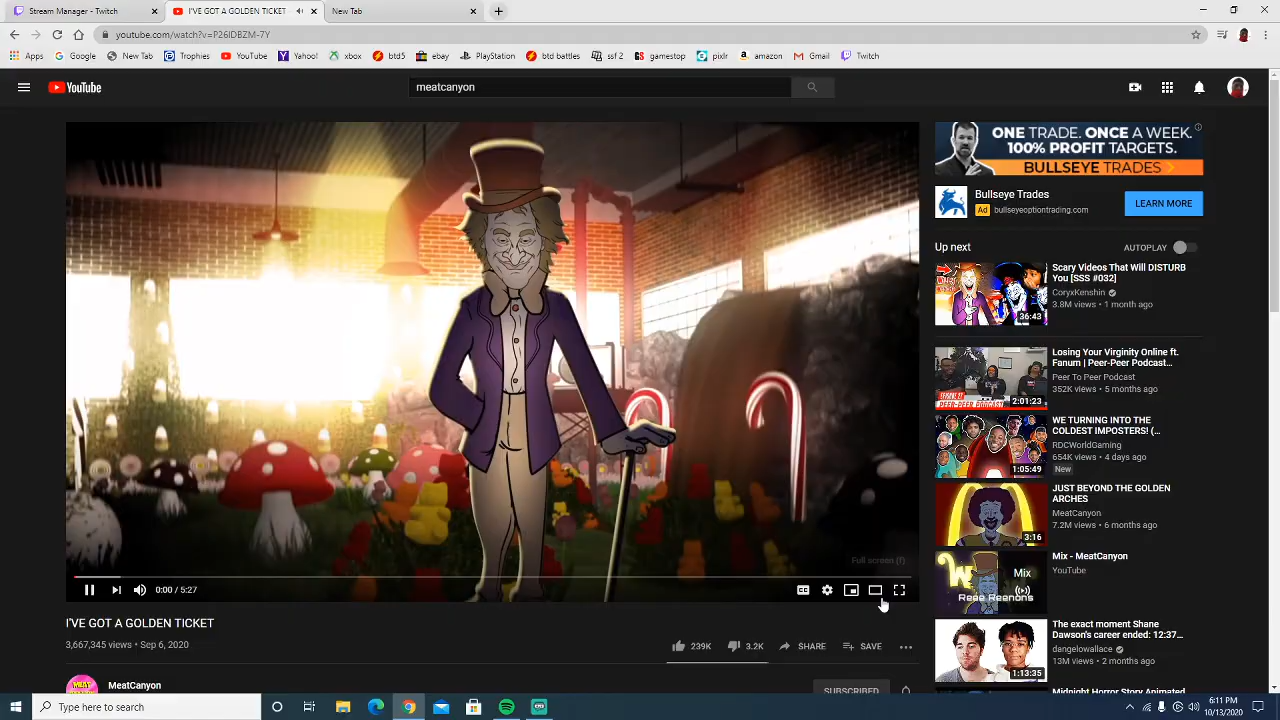 Stream Manager - Twitch
I'VE GOT A GOLDEN TICKET
New Tab
youtube.com/watch?v=P26IDBZM-7Y
Apps
Google
New Tab
Trophies
YouTube
Yahoo!
xbox
btd5
ebay
PlayStation
btd battles
ssf 2
gamestop
pixlr
amazon
Gmail
Twitch
YouTube
meatcanyon
ONE TRADE. ONCE A WEEK.
100% PROFIT TARGETS.
BULLSEYE TRADES
Bullseye Trades
Ad bullseyeoptiontrading.com
LEARN MORE
Up next
AUTOPLAY
Scary Videos That Will DISTURB
You [SSS #032]
CoryxKenshin
3.8M views • 1 month ago
36:43
Losing Your Virginity Online ft.
Fanum | Peer-Peer Podcast...
Peer To Peer Podcast
352K views • 5 months ago
2:01:23
WE TURNING INTO THE
COLDEST IMPOSTERS! (...
RDCWorldGaming
654K views • 4 days ago
New
1:05:49
JUST BEYOND THE GOLDEN
ARCHES
MeatCanyon
7.2M views • 6 months ago
3:16
Mix - MeatCanyon
YouTube
Mix
Reae Reenons
The exact moment Shane
Dawson's career ended: 12:37...
dangelowallace
13M views • 2 months ago
1:13:35
Midnight Horror Story Animated
Full screen (f)
0:00 / 5:27
I'VE GOT A GOLDEN TICKET
3,667,345 views • Sep 6, 2020
239K
3.2K
SHARE
SAVE
MeatCanyon
SUBSCRIBED
Type here to search
6:11 PM
10/13/2020